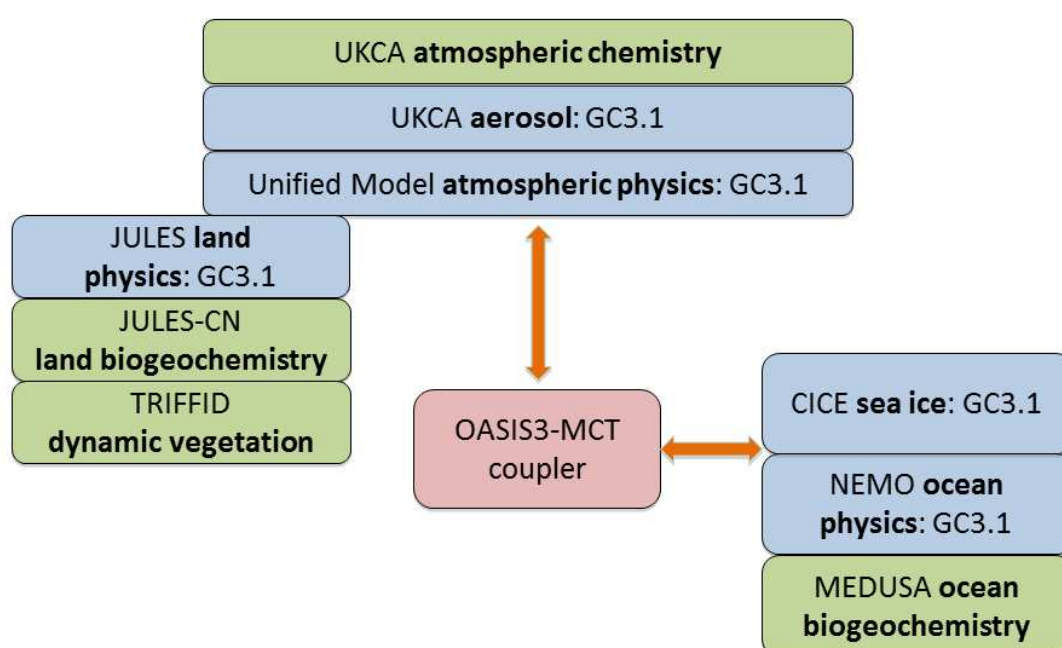 UKCA atmospheric chemistry
UKCA aerosol: GC3.1
Unified Model atmospheric physics: GC3.1
JULES land
physics: GC3.1
JULES-CN
land biogeochemistry
TRIFFID
dynamic vegetation
OASIS3-MCT
coupler
CICE sea ice: GC3.1
NEMO ocean
physics: GC3.1
MEDUSA ocean
biogeochemistry